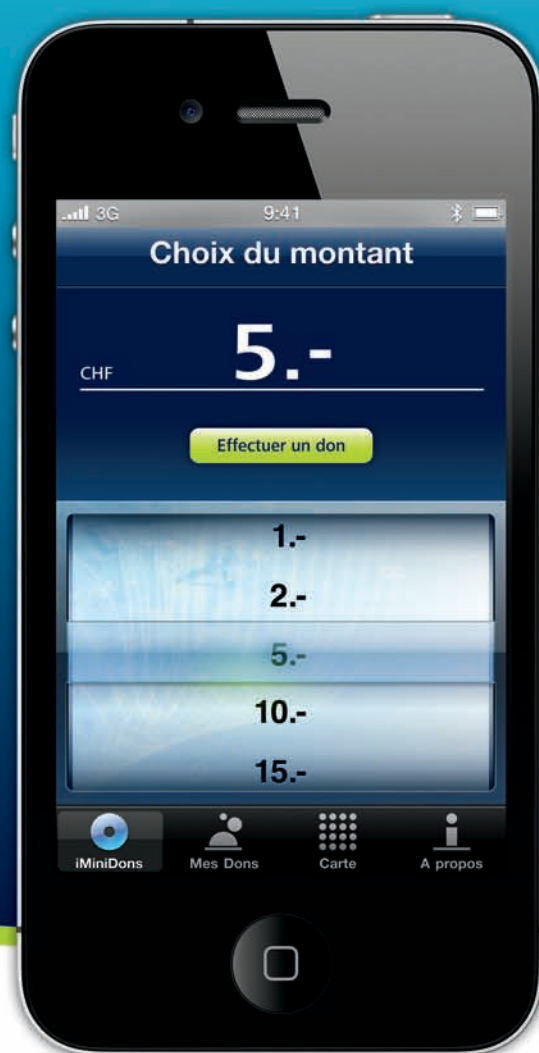 3G 9:41
Choix du montant
CHF 5.-
Effectuer un don
1.-
2.-
5.-
10.-
15.-
iMiniDons Mes Dons Carte A propos